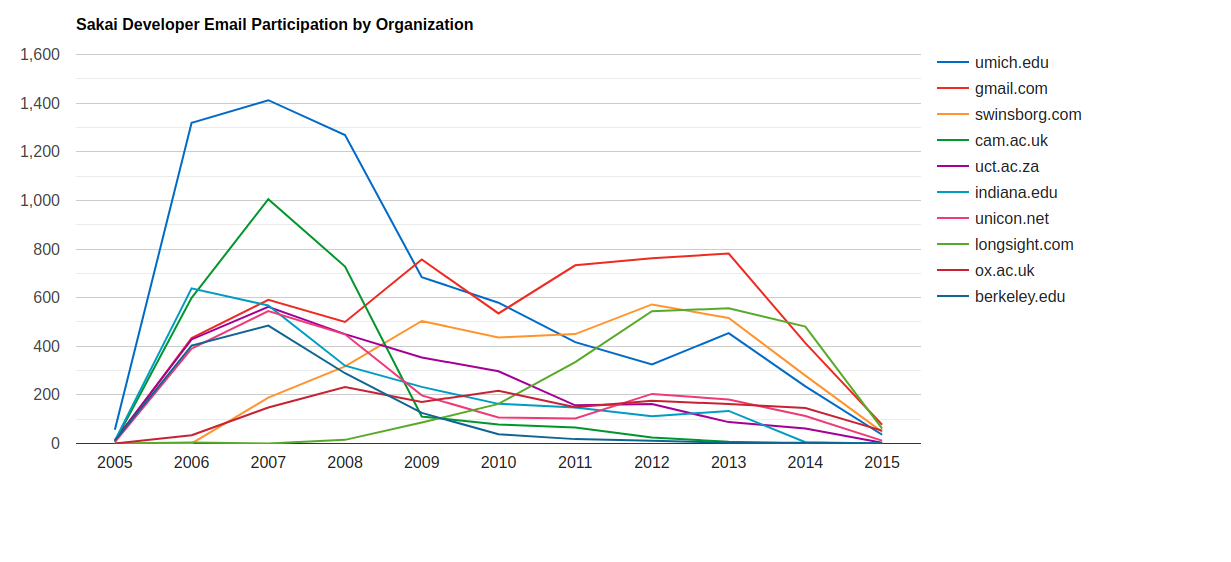 Sakai Developer Email Participation by Organization
1,600
1,400
1,200
1,000
800
600
400
200
0
2005 2006 2007 2008 2009 2010 2011 2012 2013 2014 2015
umich.edu
gmail.com
swinsborg.com
cam.ac.uk
uct.ac.za
indiana.edu
unicon.net
longsight.com
ox.ac.uk
berkeley.edu